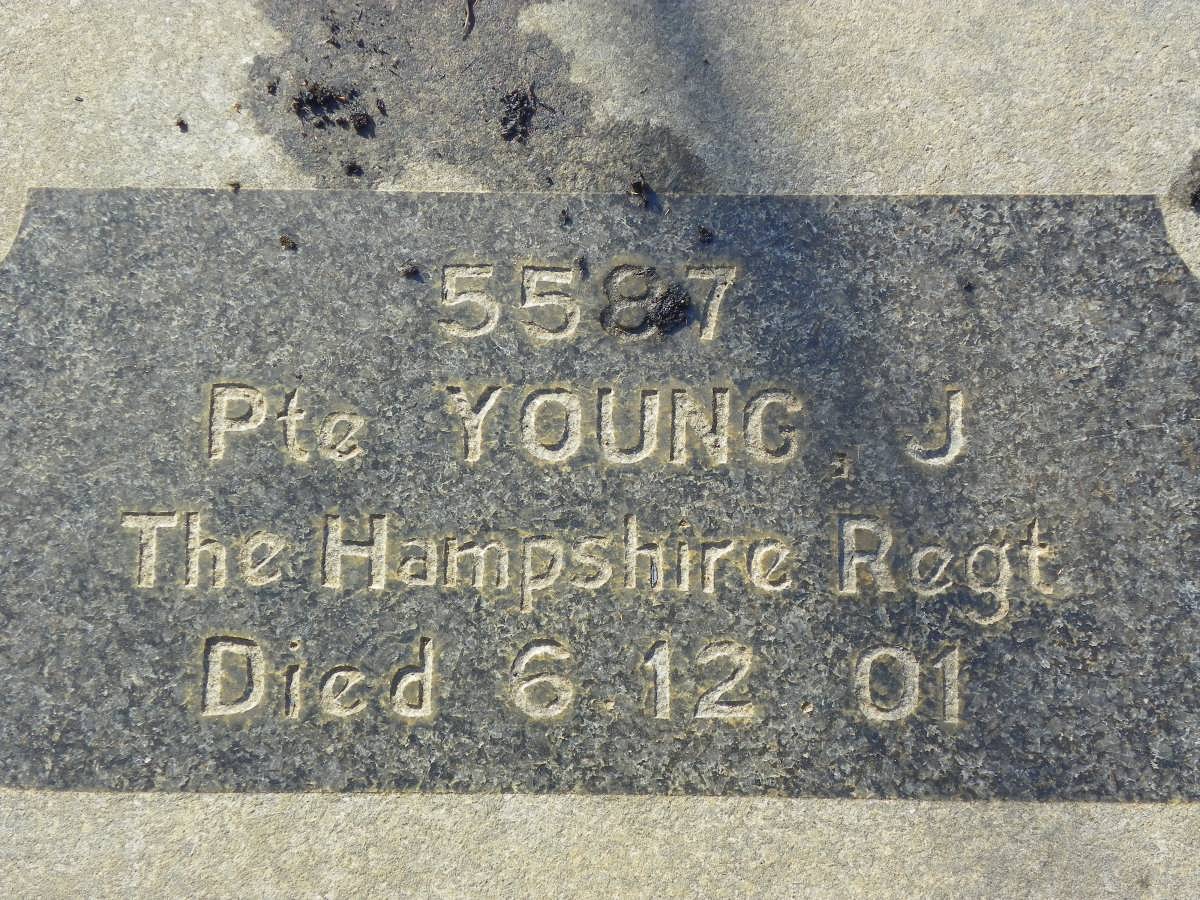 5587
Pte YOUNG, J
The Hampshire Regt
Died 6·12·01